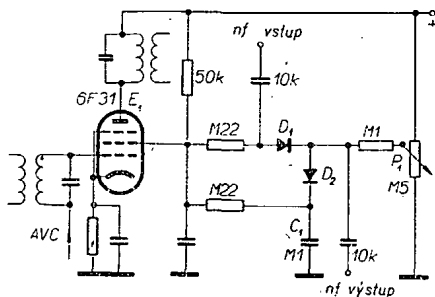 nf vstup
+
50k
10k
6F31 E₁
M22
D₁
M1
P₁
M5
D₂
M22
C₁
M1
AVC
10k
nf výstup